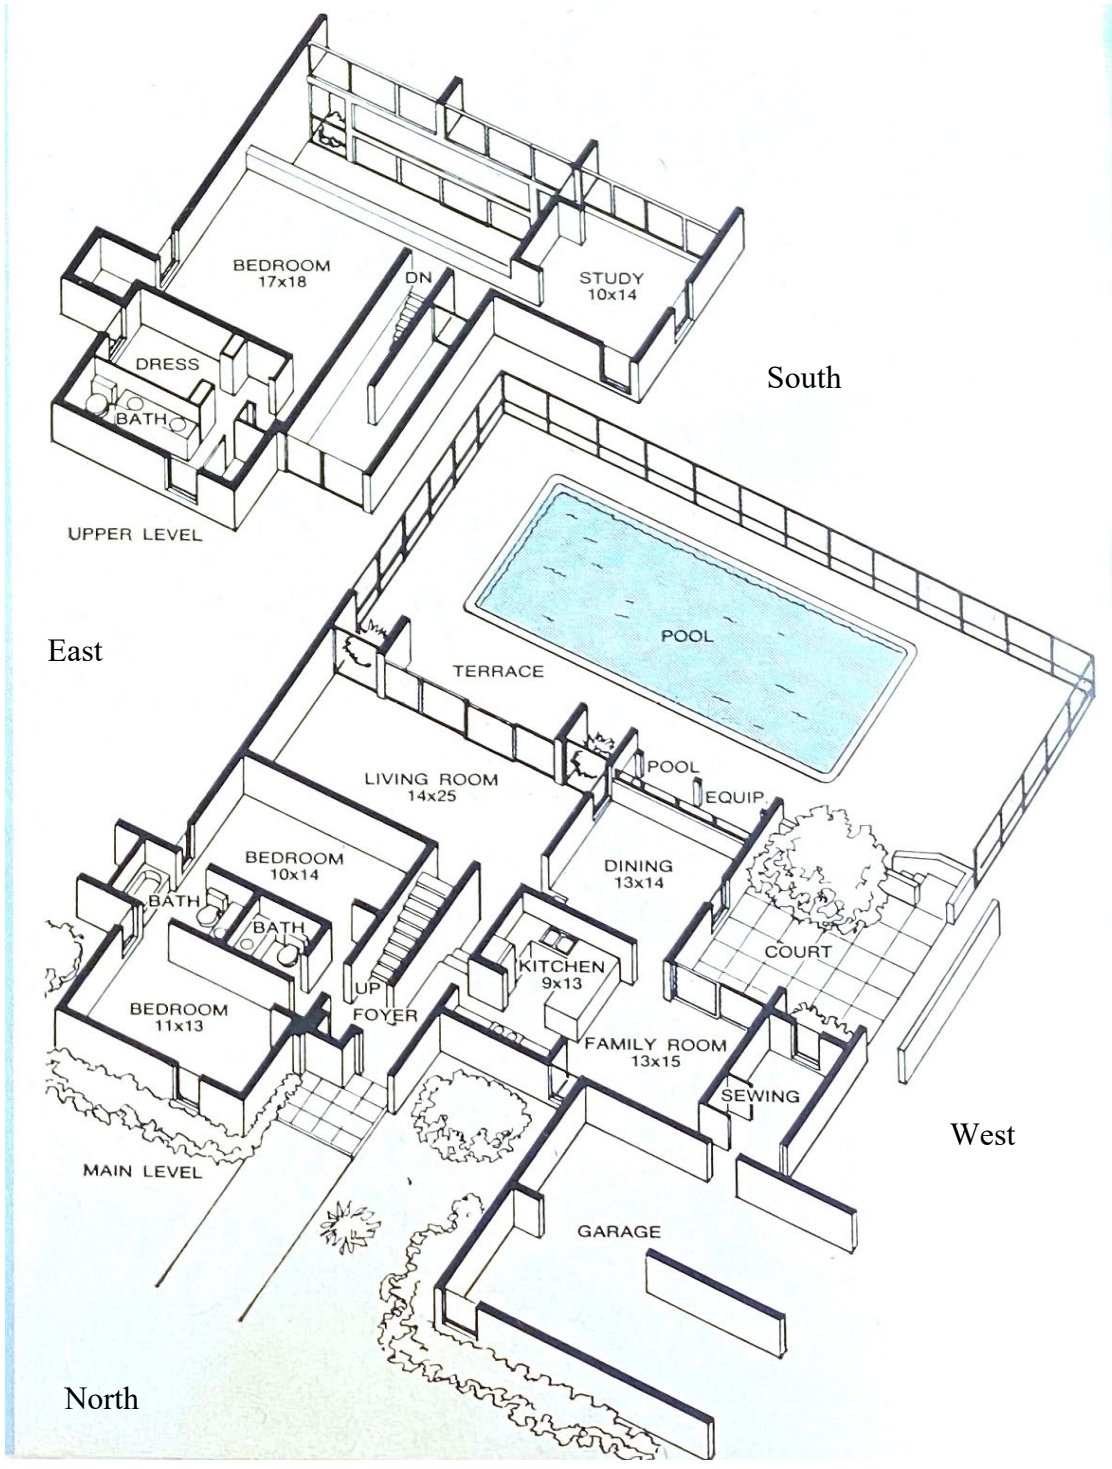 BEDROOM
17x18
DN
STUDY
10x14
DRESS
BATH
South
UPPER LEVEL
East
POOL
TERRACE
POOL
EQUIP.
LIVING ROOM
14x25
BEDROOM
10x14
DINING
13x14
BATH
BATH
COURT
KITCHEN
9x13
UP
BEDROOM
11x13
FOYER
FAMILY ROOM
13x15
SEWING
West
MAIN LEVEL
GARAGE
North